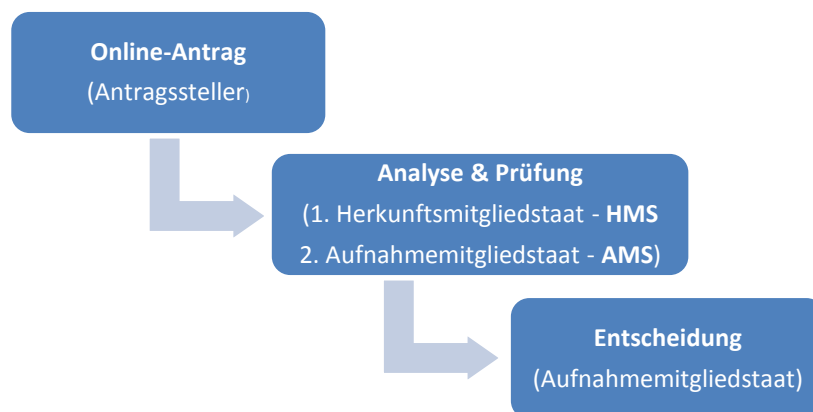 Online-Antrag
(Antragssteller)
Analyse & Prüfung
(1. Herkunftsmitgliedstaat - HMS
2. Aufnahmemitgliedstaat - AMS)
Entscheidung
(Aufnahmemitgliedstaat)